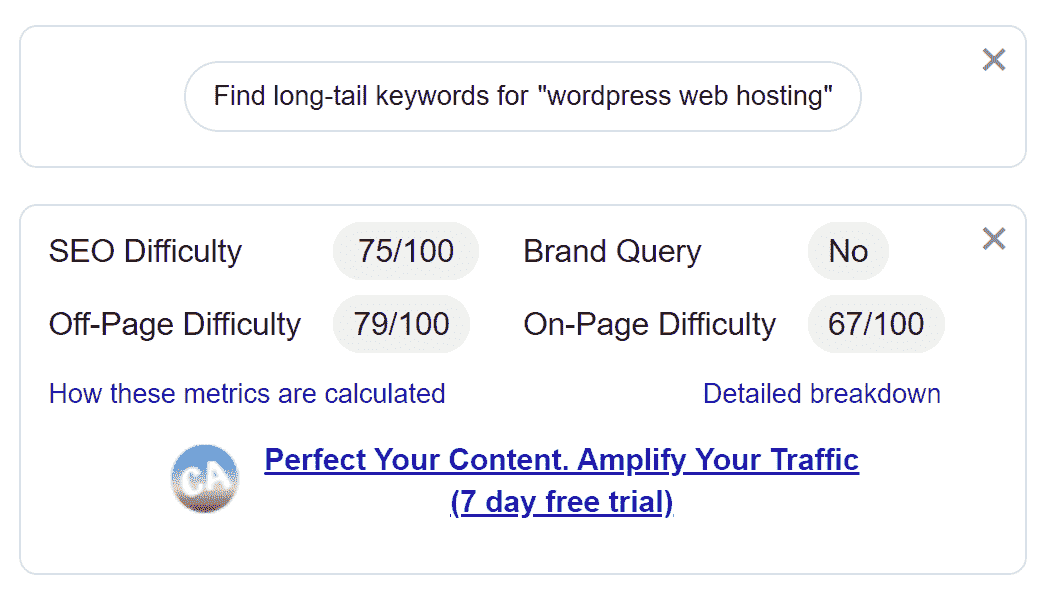 Find long-tail keywords for "wordpress web hosting"
SEO Difficulty 75/100 Brand Query No
Off-Page Difficulty 79/100 On-Page Difficulty 67/100
How these metrics are calculated Detailed breakdown
CA
Perfect Your Content. Amplify Your Traffic
(7 day free trial)